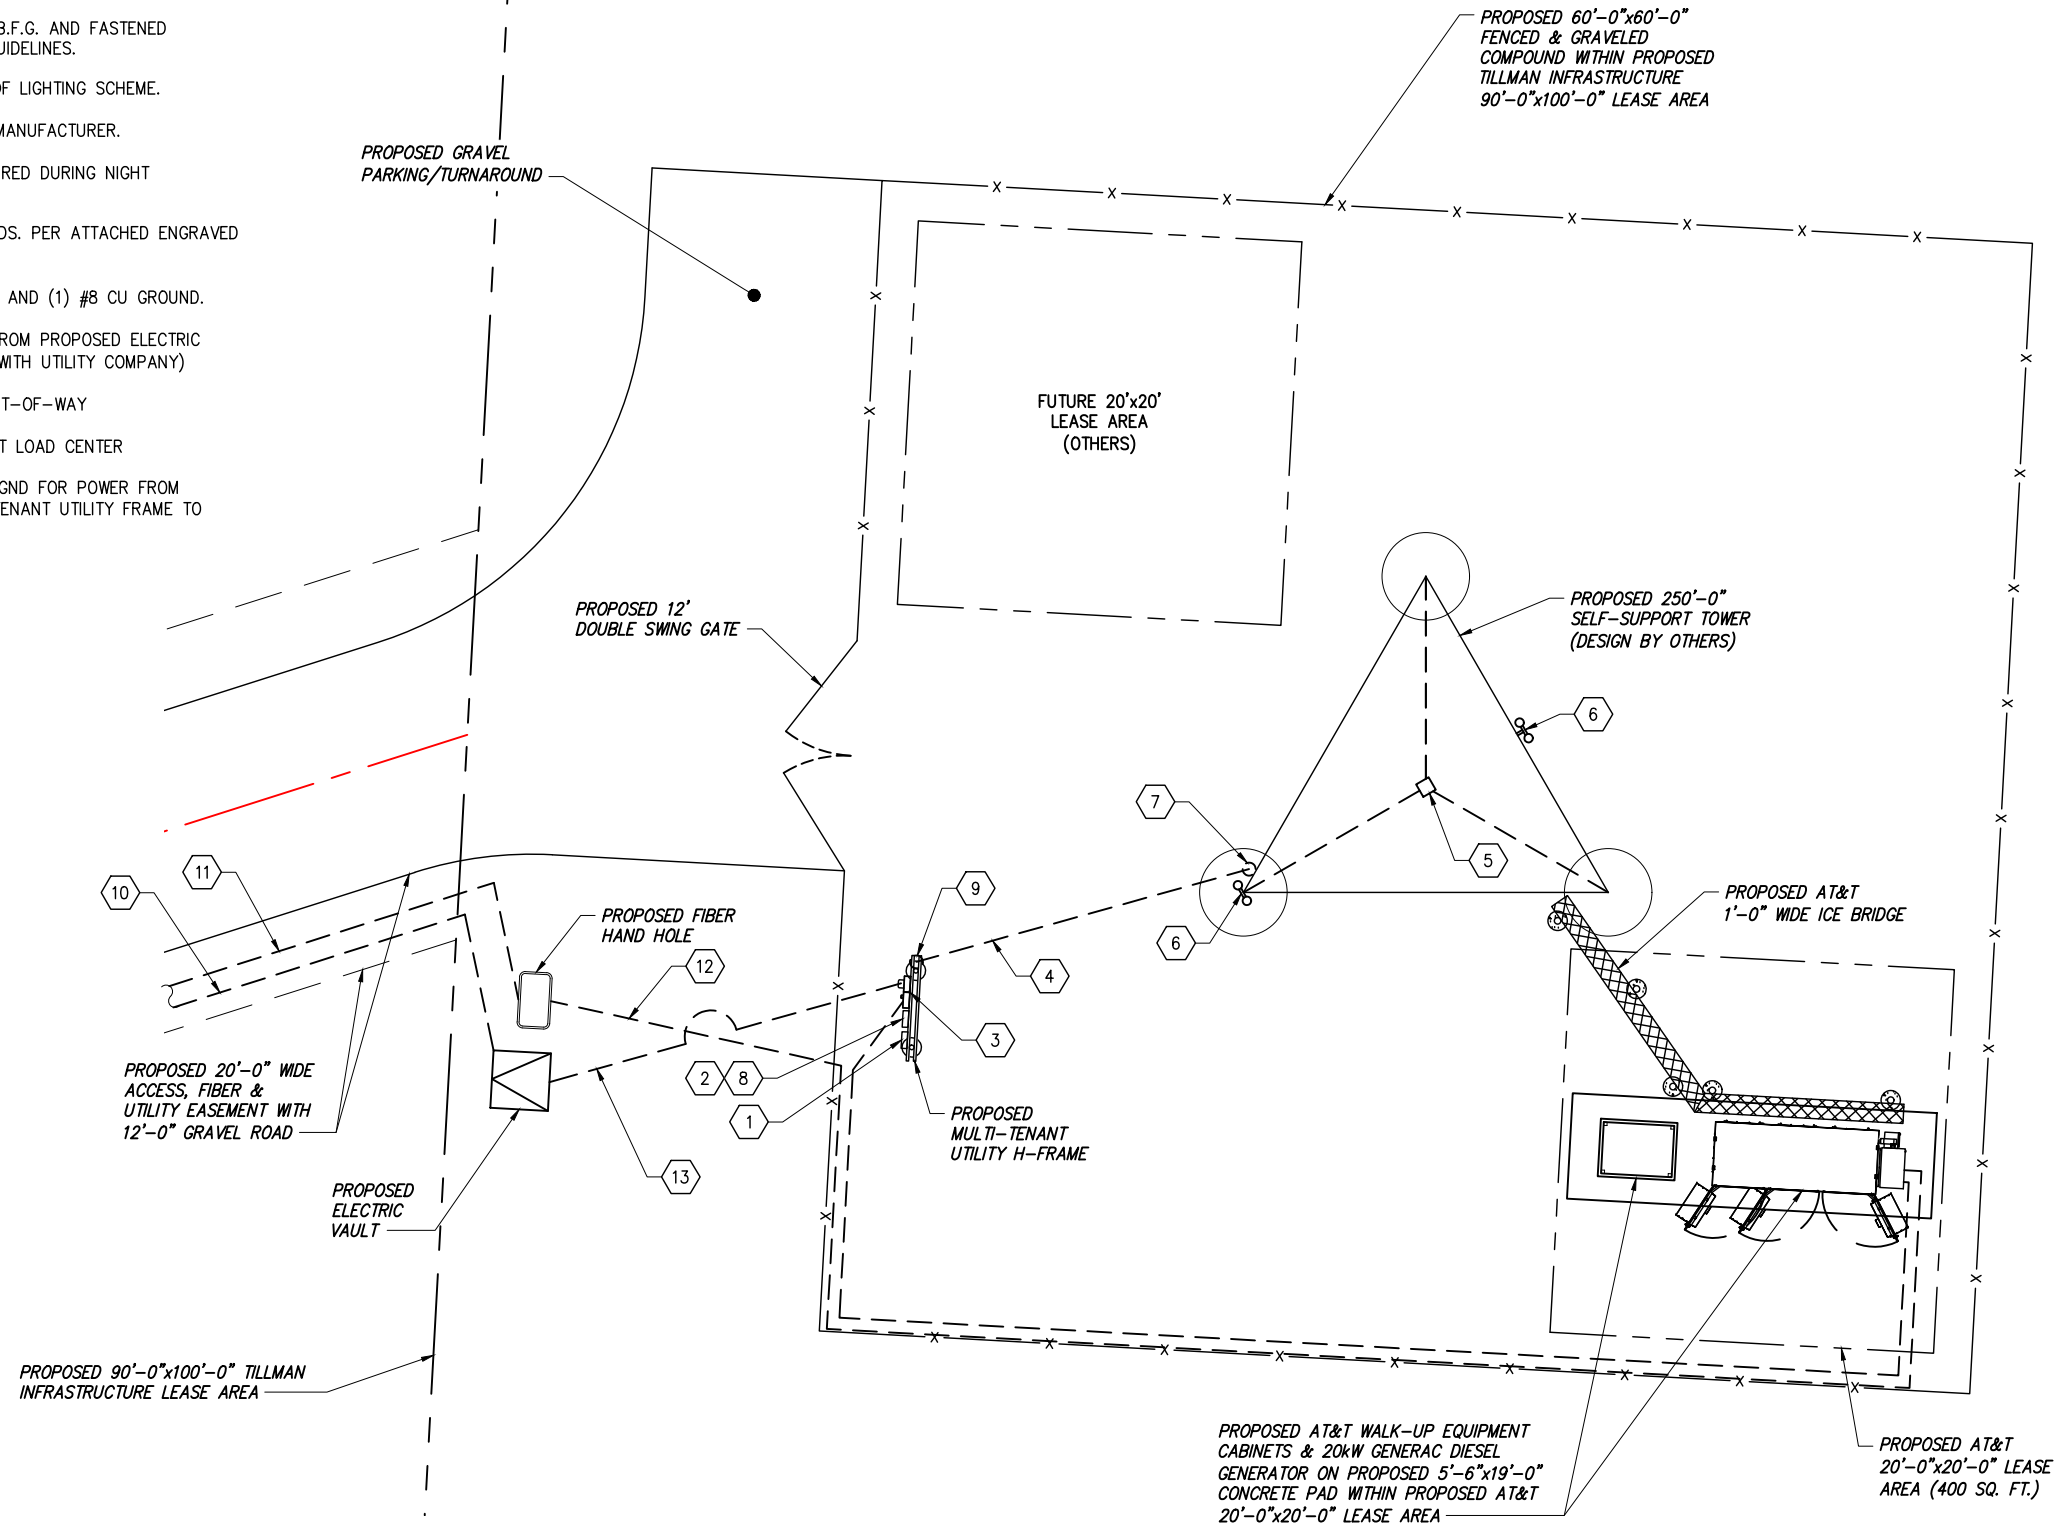 B.F.G. AND FASTENED
UIDELINES.
OF LIGHTING SCHEME.
MANUFACTURER.
RED DURING NIGHT
DS. PER ATTACHED ENGRAVED
AND (1) #8 CU GROUND.
ROM PROPOSED ELECTRIC
WITH UTILITY COMPANY)
T-OF-WAY
T LOAD CENTER
GND FOR POWER FROM
ENANT UTILITY FRAME TO
PROPOSED 60'-0"x60'-0"
FENCED & GRAVELED
COMPOUND WITHIN PROPOSED
TILLMAN INFRASTRUCTURE
90'-0"x100'-0" LEASE AREA
PROPOSED GRAVEL
PARKING/TURNAROUND
FUTURE 20'x20'
LEASE AREA
(OTHERS)
PROPOSED 12'
DOUBLE SWING GATE
PROPOSED 250'-0"
SELF-SUPPORT TOWER
(DESIGN BY OTHERS)
6
7
5
11
10
9
PROPOSED AT&T
1'-0" WIDE ICE BRIDGE
PROPOSED FIBER
HAND HOLE
6
12
4
3
2
8
1
PROPOSED 20'-0" WIDE
ACCESS, FIBER &
UTILITY EASEMENT WITH
12'-0" GRAVEL ROAD
PROPOSED
MULTI-TENANT
UTILITY H-FRAME
13
PROPOSED
ELECTRIC
VAULT
PROPOSED 90'-0"x100'-0" TILLMAN
INFRASTRUCTURE LEASE AREA
PROPOSED AT&T WALK-UP EQUIPMENT
CABINETS & 20kW GENERAC DIESEL
GENERATOR ON PROPOSED 5'-6"x19'-0"
CONCRETE PAD WITHIN PROPOSED AT&T
20'-0"x20'-0" LEASE AREA
PROPOSED AT&T
20'-0"x20'-0" LEASE
AREA (400 SQ. FT.)